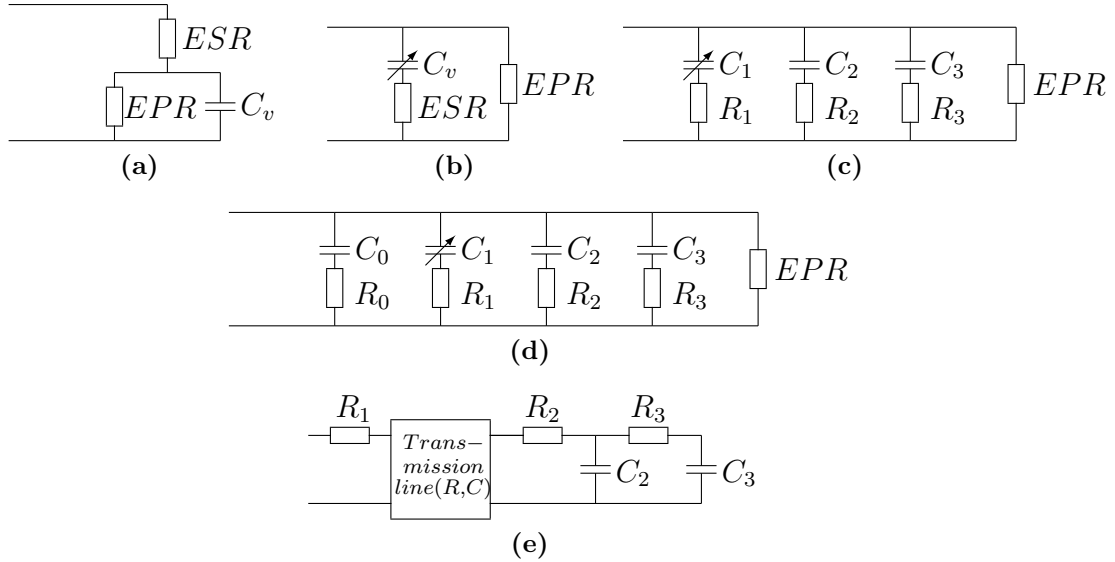 ESR
EPR
C_v
(a)
C_v
ESR
EPR
(b)
C_1
C_2
C_3
R_1
R_2
R_3
EPR
(c)
C_0
C_1
C_2
C_3
R_0
R_1
R_2
R_3
EPR
(d)
R_1
Trans-
mission
line(R,C)
R_2
R_3
C_2
C_3
(e)